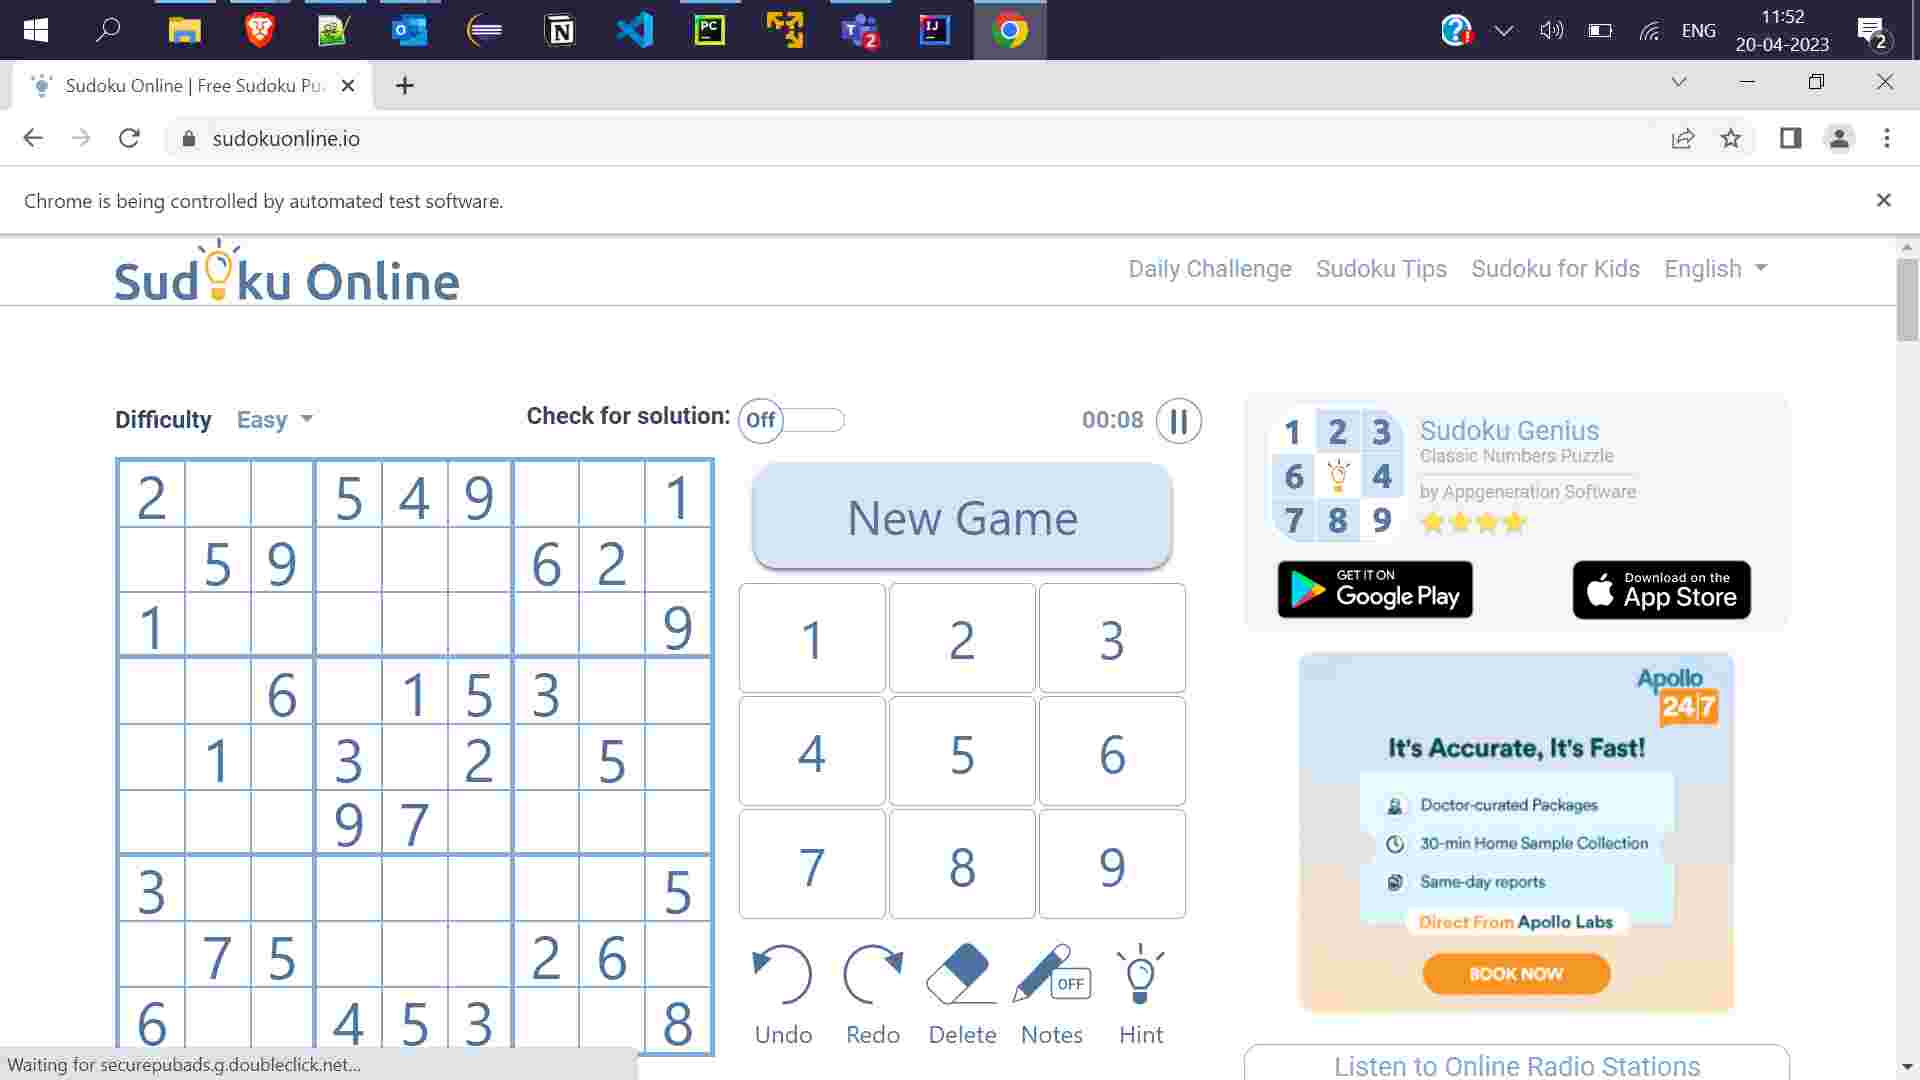 PC
2
IJ
ENG
11:52
20-04-2023
2
Sudoku Online | Free Sudoku Pu
sudokuonline.io
Chrome is being controlled by automated test software.
Sudoku Online
Daily Challenge Sudoku Tips Sudoku for Kids English
Difficulty Easy
Check for solution: Off
00:08
2 5 4 9 1
5 9 6 2
1 9
6 1 5 3
1 3 2 5
9 7
3 5
7 5 2 6
6 4 5 3 8
New Game
1 2 3
4 5 6
7 8 9
OFF
Undo Redo Delete Notes Hint
1 2 3
6 4
7 8 9
Sudoku Genius
Classic Numbers Puzzle
by Appgeneration Software
GET IT ON
Google Play
Download on the
App Store
Apollo
24|7
It's Accurate, It's Fast!
Doctor-curated Packages
30-min Home Sample Collection
Same-day reports
Direct From Apollo Labs
BOOK NOW
Listen to Online Radio Stations
Waiting for securepubads.g.doubleclick.net...